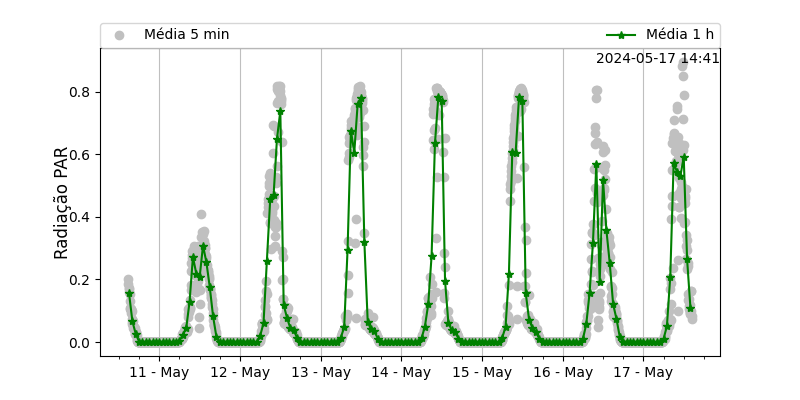 Média 5 min
Média 1 h
2024-05-17 14:41
Radiação PAR
0.8
0.6
0.4
0.2
0.0
11 - May
12 - May
13 - May
14 - May
15 - May
16 - May
17 - May